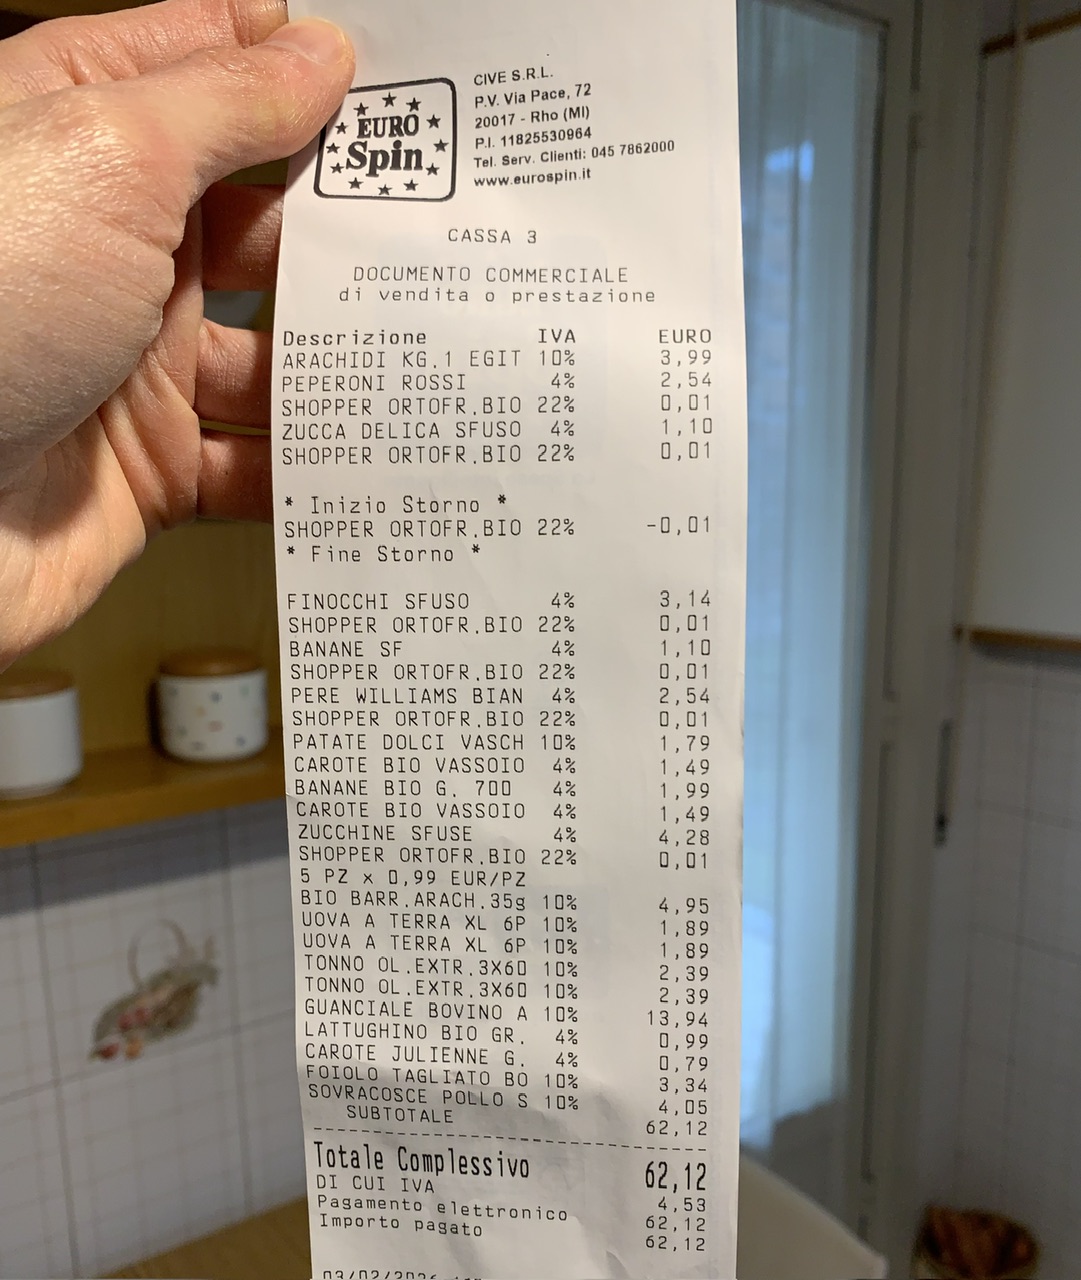 EURO
Spin
CIVE S.R.L.
P.V. Via Pace, 72
20017 - Rho (MI)
P.I. 11825530964
Tel. Serv. Clienti: 045 7862000
www.eurospin.it
CASSA 3
DOCUMENTO COMMERCIALE
di vendita o prestazione
Descrizione IVA EURO
ARACHIDI KG.1 EGIT 10% 3,99
PEPERONI ROSSI 4% 2,54
SHOPPER ORTOFR.BIO 22% 0,01
ZUCCA DELICA SFUSO 4% 1,10
SHOPPER ORTOFR.BIO 22% 0,01
* Inizio Storno *
SHOPPER ORTOFR.BIO 22% -0,01
* Fine Storno *
FINOCCHI SFUSO 4% 3,14
SHOPPER ORTOFR.BIO 22% 0,01
BANANE SF 4% 1,10
SHOPPER ORTOFR.BIO 22% 0,01
PERE WILLIAMS BIAN 4% 2,54
SHOPPER ORTOFR.BIO 22% 0,01
PATATE DOLCI VASCH 10% 1,79
CAROTE BIO VASSOIO 4% 1,49
BANANE BIO G. 700 4% 1,99
CAROTE BIO VASSOIO 4% 1,49
ZUCCHINE SFUSE 4% 4,28
SHOPPER ORTOFR.BIO 22% 0,01
5 PZ x 0,99 EUR/PZ
BIO BARR.ARACH.35g 10% 4,95
UOVA A TERRA XL 6P 10% 1,89
UOVA A TERRA XL 6P 10% 1,89
TONNO OL.EXTR.3X60 10% 2,39
TONNO OL.EXTR.3X60 10% 2,39
GUANCIALE BOVINO A 10% 13,94
LATTUGHINO BIO GR. 4% 0,99
CAROTE JULIENNE G. 4% 0,79
FOIOLO TAGLIATO BO 10% 3,34
SOVRACOSCE POLLO S 10% 4,05
SUBTOTALE 62,12
Totale Complessivo 62,12
DI CUI IVA 4,53
Pagamento elettronico 62,12
Importo pagato 62,12